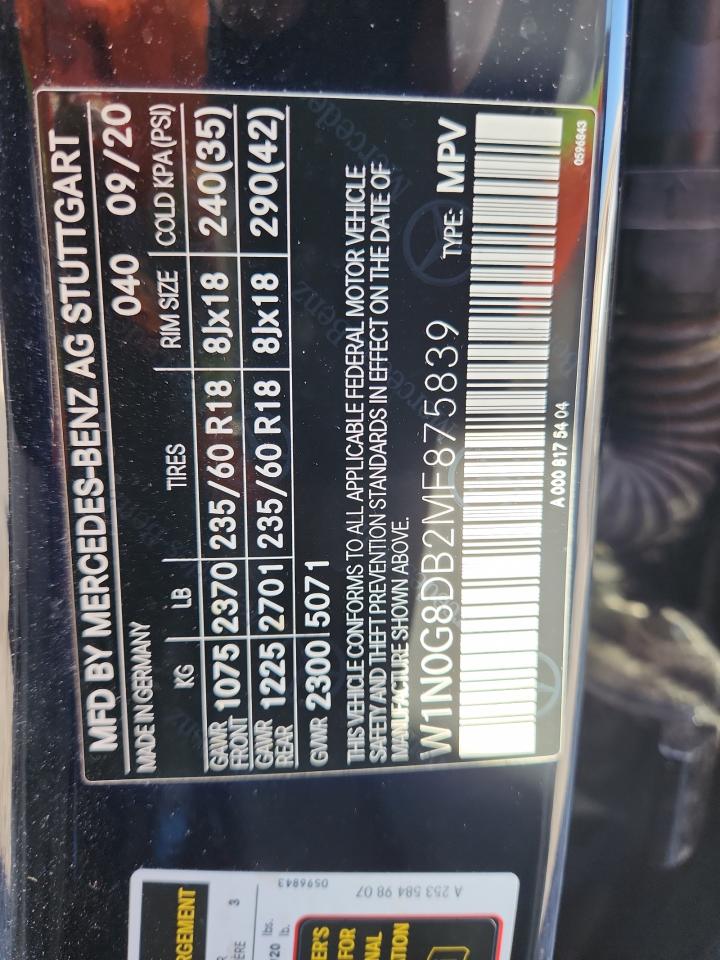 MFD BY MERCEDES-BENZ AG STUTTGART
MADE IN GERMANY 040 09/20
KG LB TIRES RIM SIZE COLD KPA(PSI)
GAWR FRONT 1075 2370 235/60 R18 8Jx18 240(35)
GAWR REAR 1225 2701 235/60 R18 8Jx18 290(42)
GVWR 2300 5071
THIS VEHICLE CONFORMS TO ALL APPLICABLE FEDERAL MOTOR VEHICLE
SAFETY AND THEFT PREVENTION STANDARDS IN EFFECT ON THE DATE OF
MANUFACTURE SHOWN ABOVE.
W1N0G8DB2MF875839 TYPE: MPV
A 000 817 54 04
0596843
A 253 584 98 07
0596843
RGEMENT
3
lbs.
lb.